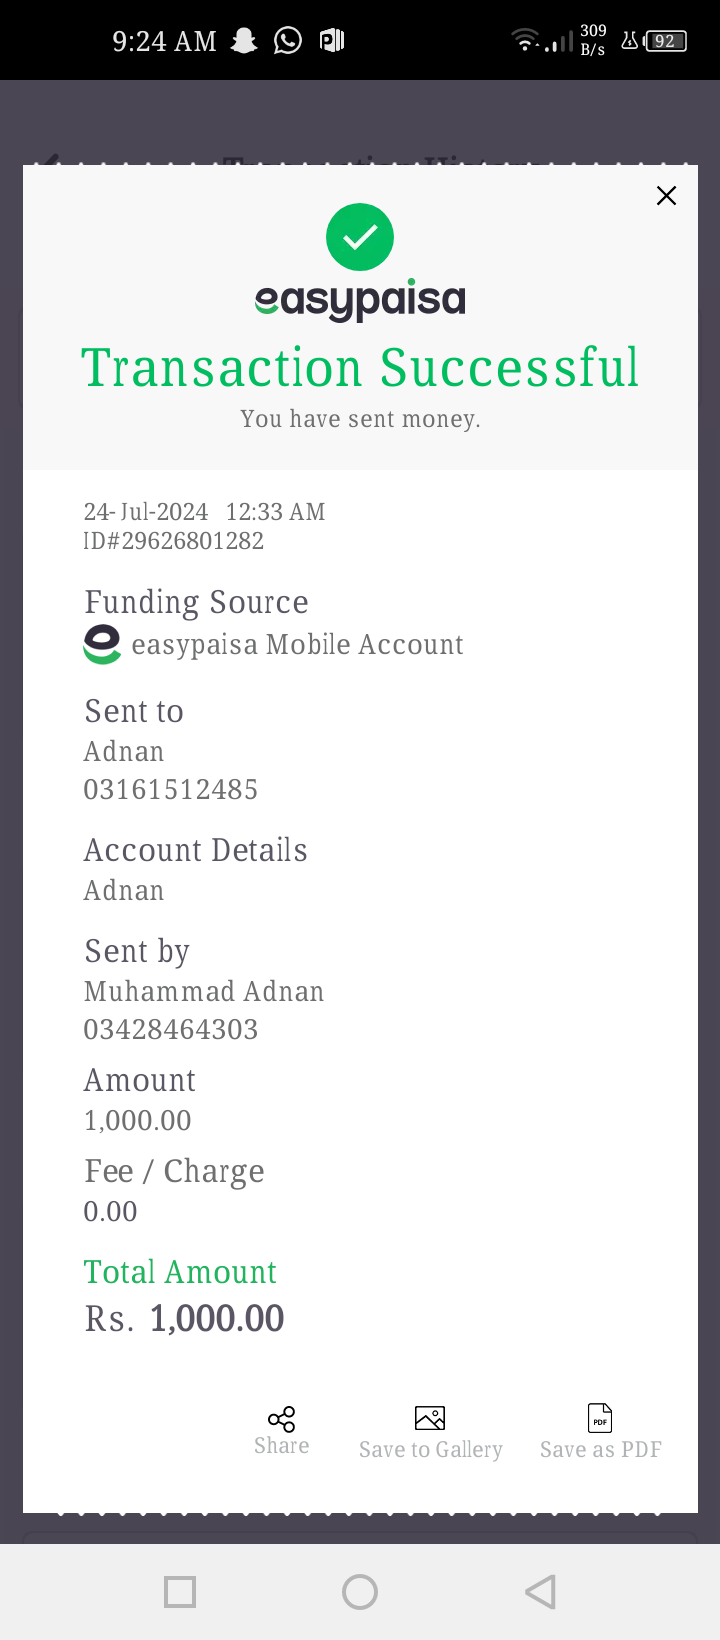 9:24 AM
309
B/s
92
Transaction History
easypaisa
Transaction Successful
You have sent money.
24-Jul-2024 12:33 AM
ID#29626801282
Funding Source
easypaisa Mobile Account
Sent to
Adnan
03161512485
Account Details
Adnan
Sent by
Muhammad Adnan
03428464303
Amount
1,000.00
Fee / Charge
0.00
Total Amount
Rs. 1,000.00
PDF
Share
Save to Gallery
Save as PDF